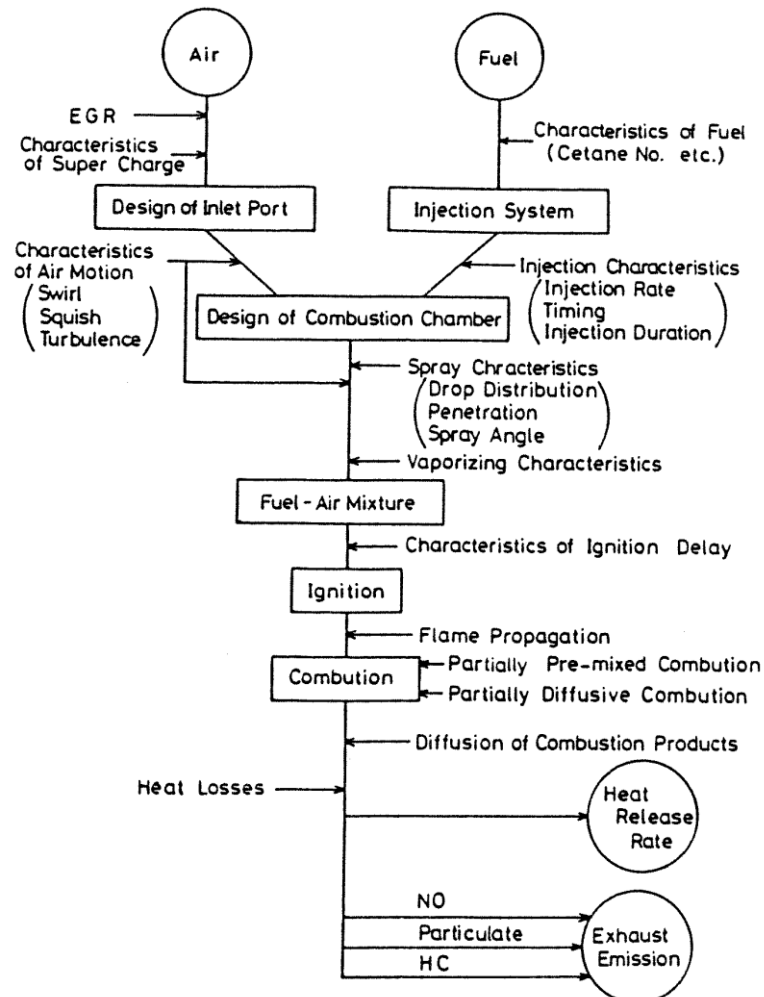 Air
Fuel
EGR
Characteristics
of Super Charge
Characteristics of Fuel
(Cetane No. etc.)
Design of Inlet Port
Injection System
Characteristics
of Air Motion
(Swirl
Squish
Turbulence)
Injection Characteristics
(Injection Rate
Timing
Injection Duration)
Design of Combustion Chamber
Spray Chracteristics
(Drop Distribution
Penetration
Spray Angle)
Vaporizing Characteristics
Fuel-Air Mixture
Characteristics of Ignition Delay
Ignition
Flame Propagation
Combution
Partially Pre-mixed Combution
Partially Diffusive Combution
Diffusion of Combustion Products
Heat Losses
Heat
Release
Rate
NO
Particulate
HC
Exhaust
Emission